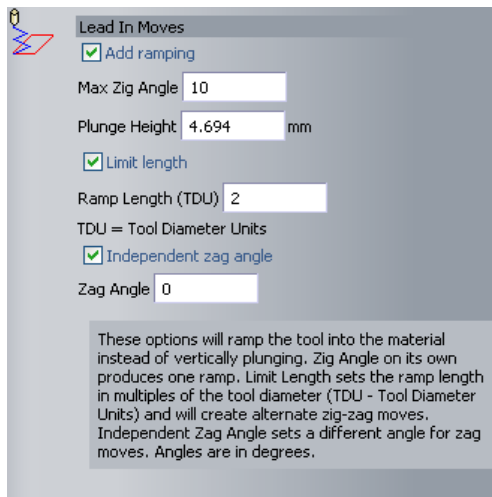 Lead In Moves
Add ramping
Max Zig Angle 10
Plunge Height 4.694 mm
Limit length
Ramp Length (TDU) 2
TDU = Tool Diameter Units
Independent zag angle
Zag Angle 0
These options will ramp the tool into the material
instead of vertically plunging. Zig Angle on its own
produces one ramp. Limit Length sets the ramp length
in multiples of the tool diameter (TDU - Tool Diameter
Units) and will create alternate zig-zag moves.
Independent Zag Angle sets a different angle for zag
moves. Angles are in degrees.